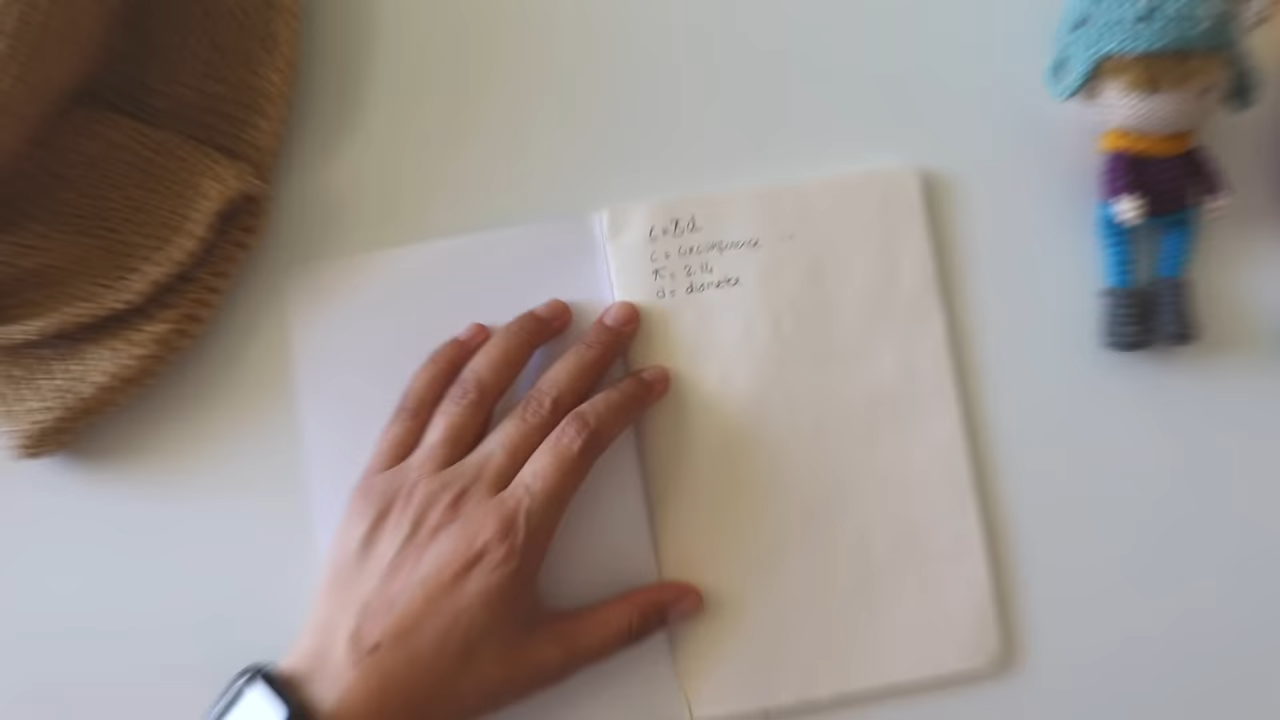 C = πd
C = circumference
π = 3.14
d = diameter